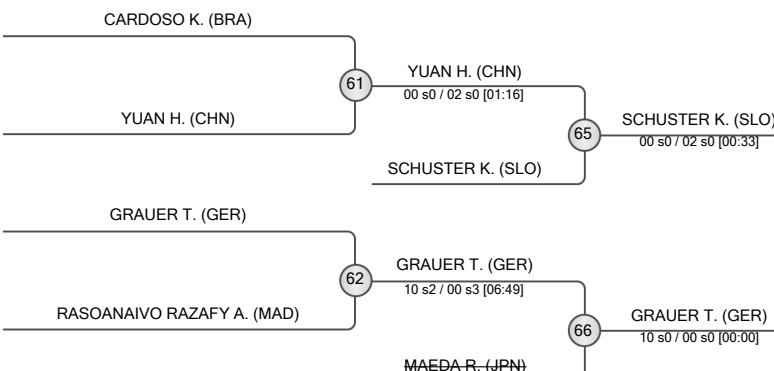 CARDOSO K. (BRA)
61
YUAN H. (CHN)
00 s0 / 02 s0 [01:16]
YUAN H. (CHN)
65
SCHUSTER K. (SLO)
00 s0 / 02 s0 [00:33]
SCHUSTER K. (SLO)
GRAUER T. (GER)
62
GRAUER T. (GER)
10 s2 / 00 s3 [06:49]
RASOANAIVO RAZAFY A. (MAD)
66
GRAUER T. (GER)
10 s0 / 00 s0 [00:00]
MAEDA R. (JPN)